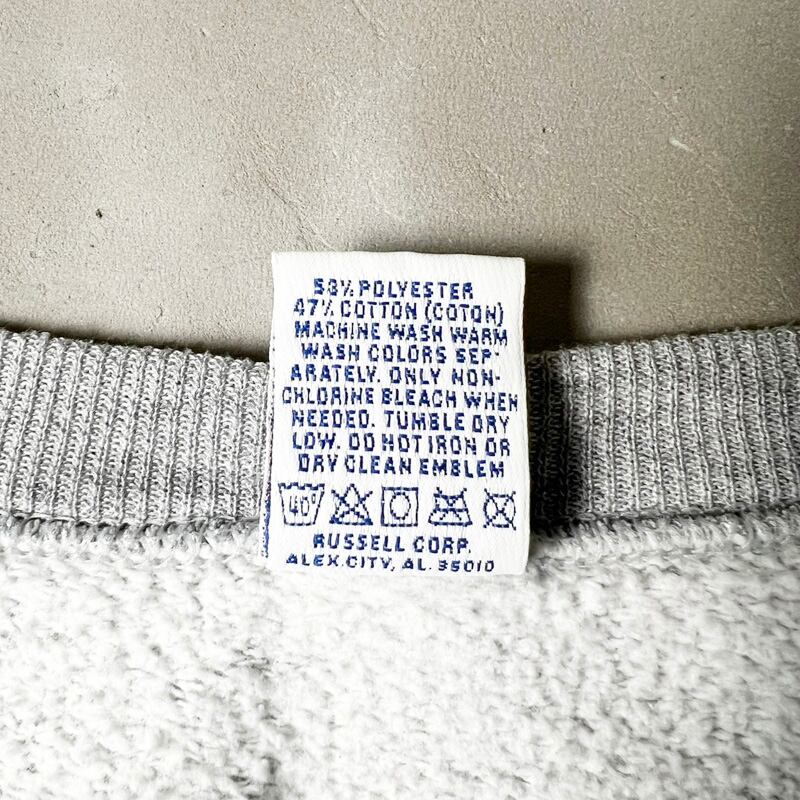 53% POLYESTER
47% COTTON (COTON)
MACHINE WASH WARM
WASH COLORS SEP-
ARATELY. ONLY NON-
CHLORINE BLEACH WHEN
NEEDED. TUMBLE DRY
LOW. DO NOT IRON OR
DRY CLEAN EMBLEM
40°
RUSSELL CORP.
ALEX.CITY, AL. 35010